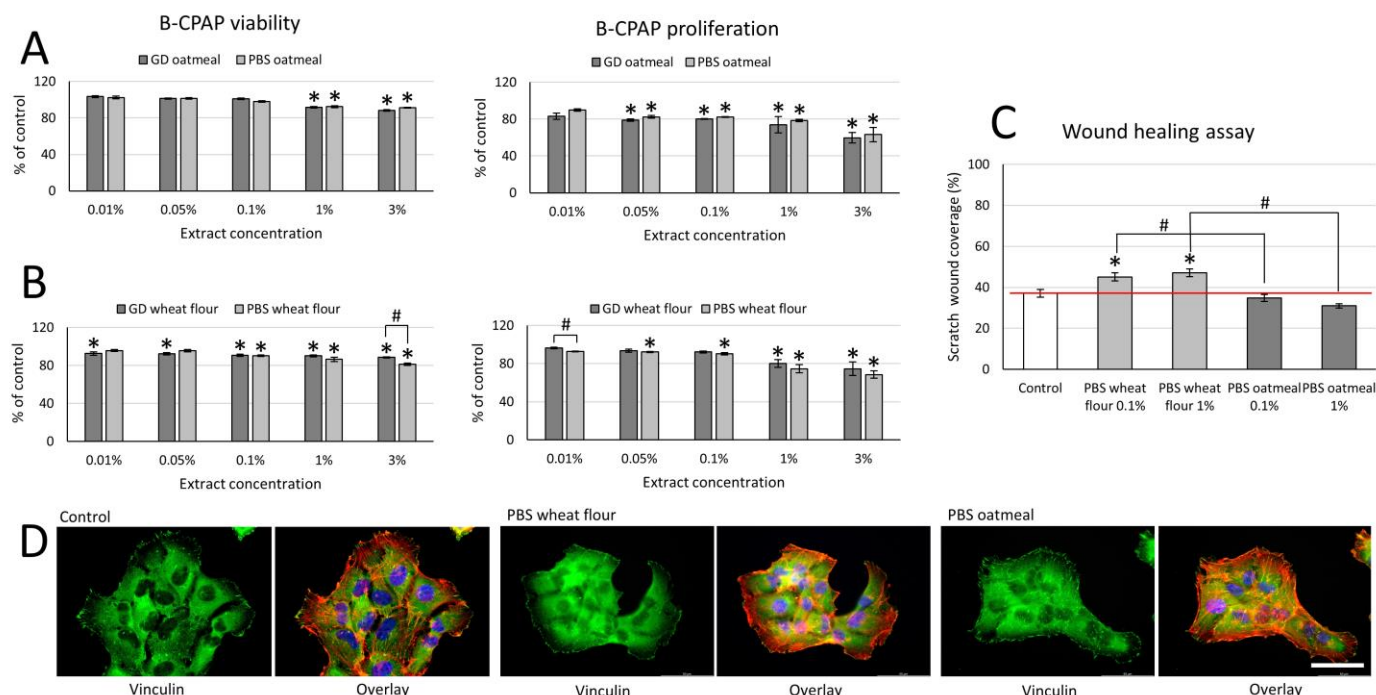 A
B-CPAP viability
GD oatmeal PBS oatmeal
% of control
120
80
40
0
* * * *
0.01% 0.05% 0.1% 1% 3%
Extract concentration
B-CPAP proliferation
GD oatmeal PBS oatmeal
% of control
120
80
40
0
* * * * * * * *
0.01% 0.05% 0.1% 1% 3%
Extract concentration
B
GD wheat flour PBS wheat flour
% of control
120
80
40
0
#
* * * * * * *
0.01% 0.05% 0.1% 1% 3%
Extract concentration
GD wheat flour PBS wheat flour
% of control
120
80
40
0
#
* * * * * *
0.01% 0.05% 0.1% 1% 3%
Extract concentration
C
Wound healing assay
Scratch wound coverage (%)
100
80
60
40
20
0
# #
* *
Control PBS wheat PBS wheat PBS oatmeal PBS oatmeal
flour 0.1% flour 1% 0.1% 1%
D
Control
Vinculin Overlay
PBS wheat flour
Vinculin Overlay
PBS oatmeal
Vinculin Overlay